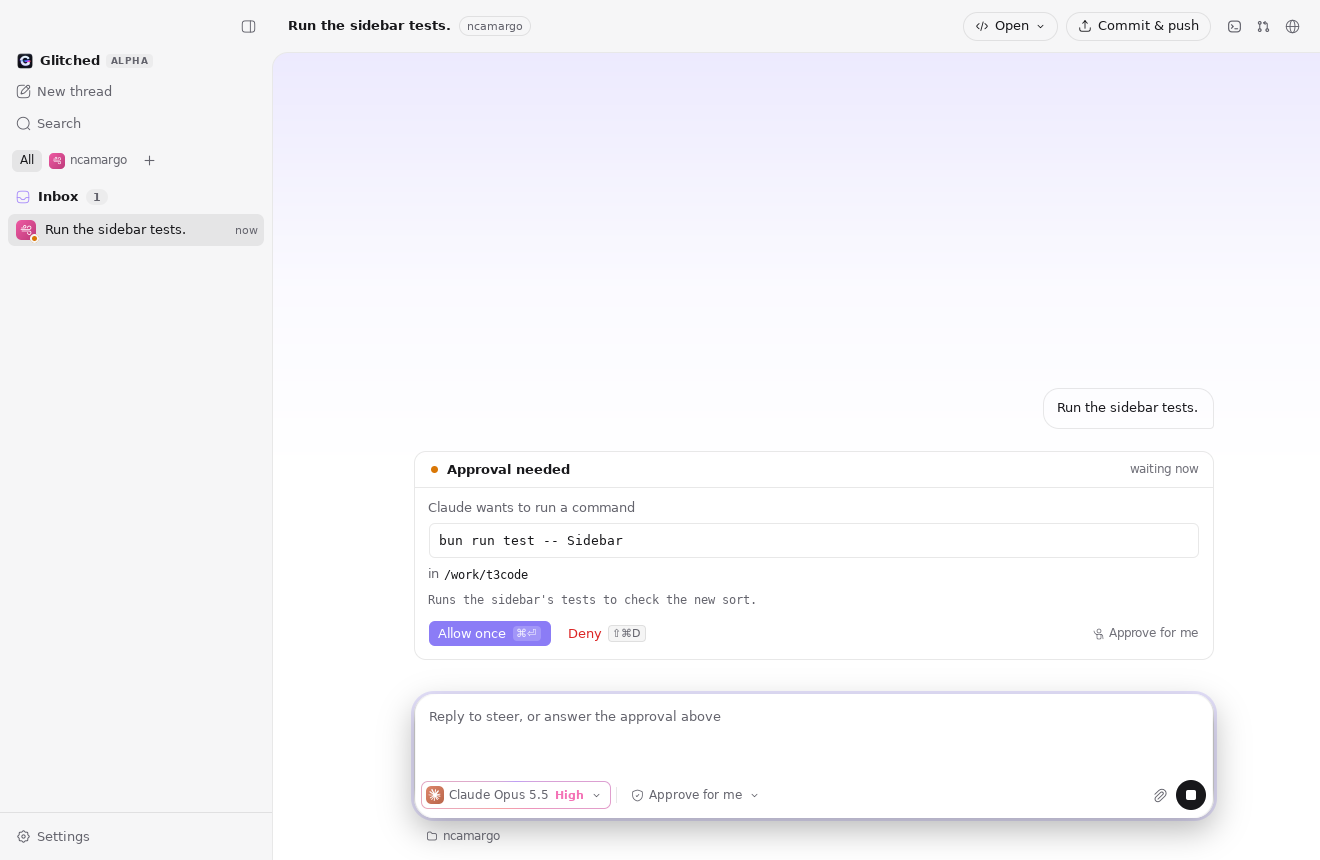 Run the sidebar tests. ncamargo Open Commit & push
Glitched ALPHA
New thread
Search
All ncamargo
Inbox 1
Run the sidebar tests. now
Run the sidebar tests.
Approval needed waiting now
Claude wants to run a command
bun run test -- Sidebar
in /work/t3code
Runs the sidebar's tests to check the new sort.
Allow once ⌘⏎ Deny ⇧⌘D Approve for me
Reply to steer, or answer the approval above
Claude Opus 5.5 High Approve for me
Settings
ncamargo